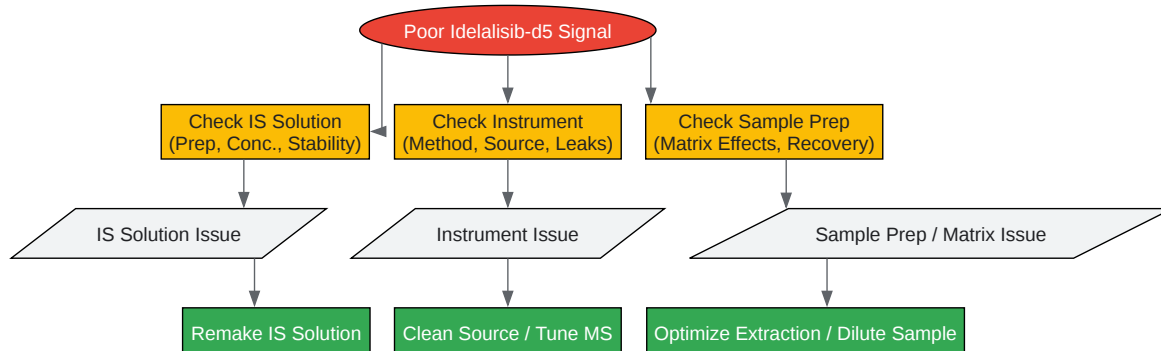 Poor Idelalisib-d5 Signal
Check IS Solution
(Prep, Conc., Stability)
Check Instrument
(Method, Source, Leaks)
Check Sample Prep
(Matrix Effects, Recovery)
IS Solution Issue
Instrument Issue
Sample Prep / Matrix Issue
Remake IS Solution
Clean Source / Tune MS
Optimize Extraction / Dilute Sample